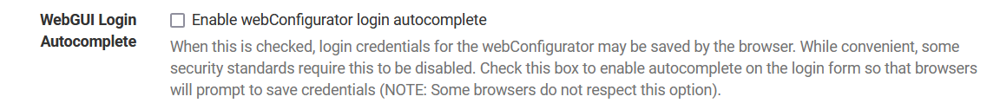 WebGUI Login Autocomplete
Enable webConfigurator login autocomplete
When this is checked, login credentials for the webConfigurator may be saved by the browser. While convenient, some
security standards require this to be disabled. Check this box to enable autocomplete on the login form so that browsers
will prompt to save credentials (NOTE: Some browsers do not respect this option).